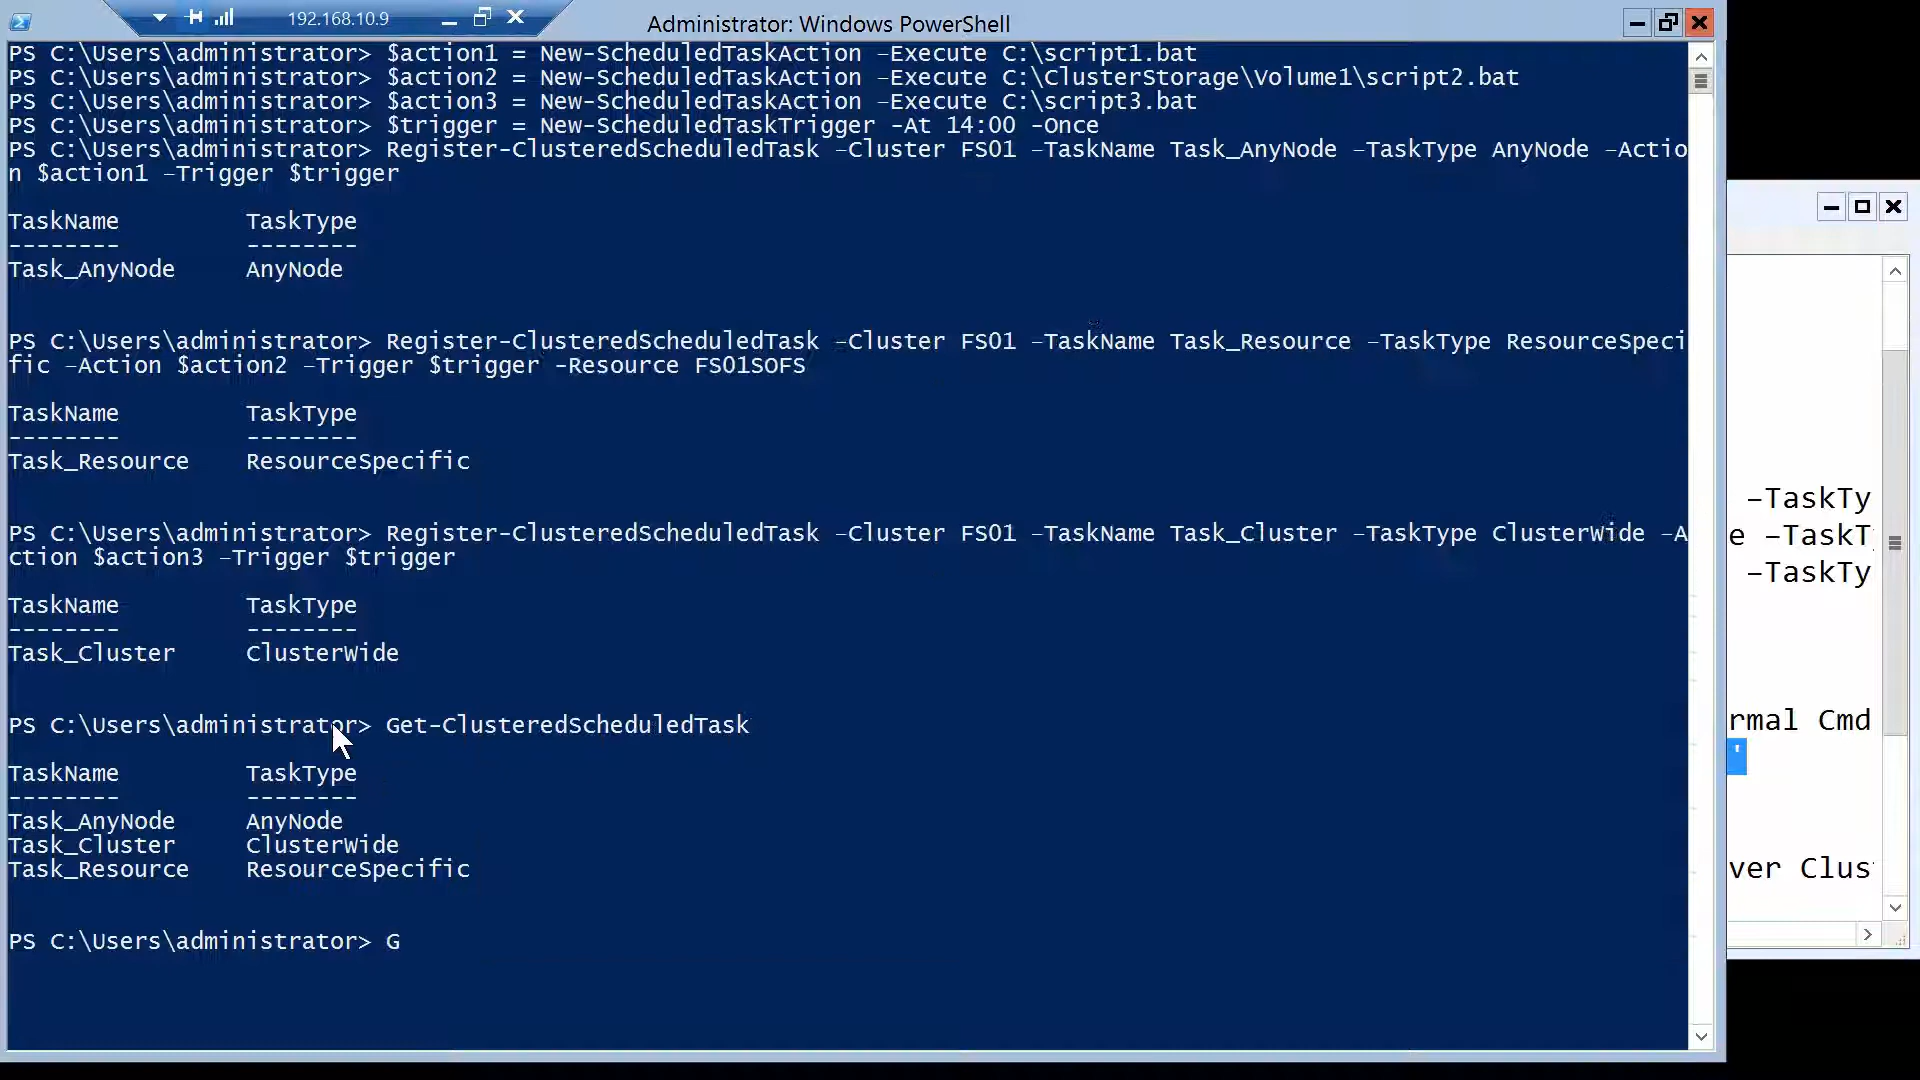 192.168.10.9
Administrator: Windows PowerShell
PS C:\Users\administrator> $action1 = New-ScheduledTaskAction –Execute C:\script1.bat
PS C:\Users\administrator> $action2 = New-ScheduledTaskAction –Execute C:\ClusterStorage\Volume1\script2.bat
PS C:\Users\administrator> $action3 = New-ScheduledTaskAction –Execute C:\script3.bat
PS C:\Users\administrator> $trigger = New-ScheduledTaskTrigger -At 14:00 -Once
PS C:\Users\administrator> Register-ClusteredScheduledTask –Cluster FS01 –TaskName Task_AnyNode –TaskType AnyNode –Actio
n $action1 –Trigger $trigger
TaskName TaskType
-------- --------
Task_AnyNode AnyNode
PS C:\Users\administrator> Register-ClusteredScheduledTask –Cluster FS01 –TaskName Task_Resource –TaskType ResourceSpeci
fic –Action $action2 –Trigger $trigger -Resource FS01SOFS
TaskName TaskType
-------- --------
Task_Resource ResourceSpecific
PS C:\Users\administrator> Register-ClusteredScheduledTask –Cluster FS01 –TaskName Task_Cluster –TaskType ClusterWide –A
ction $action3 –Trigger $trigger
TaskName TaskType
-------- --------
Task_Cluster ClusterWide
PS C:\Users\administrator> Get-ClusteredScheduledTask
TaskName TaskType
-------- --------
Task_AnyNode AnyNode
Task_Cluster ClusterWide
Task_Resource ResourceSpecific
PS C:\Users\administrator> G
–TaskTy
e –TaskT
–TaskTy
rmal Cmd
'
ver Clus